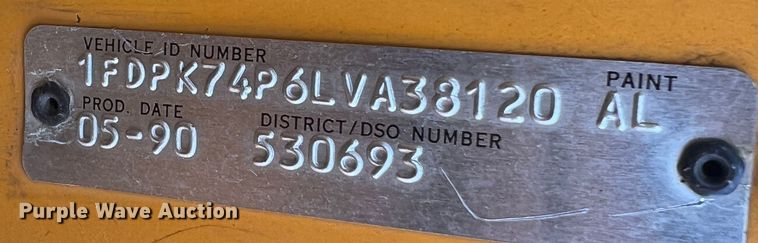 VEHICLE ID NUMBER
1FDPK74P6LVA38120
PAINT
AL
PROD. DATE
05-90
DISTRICT/DSO NUMBER
530693
Purple Wave Auction